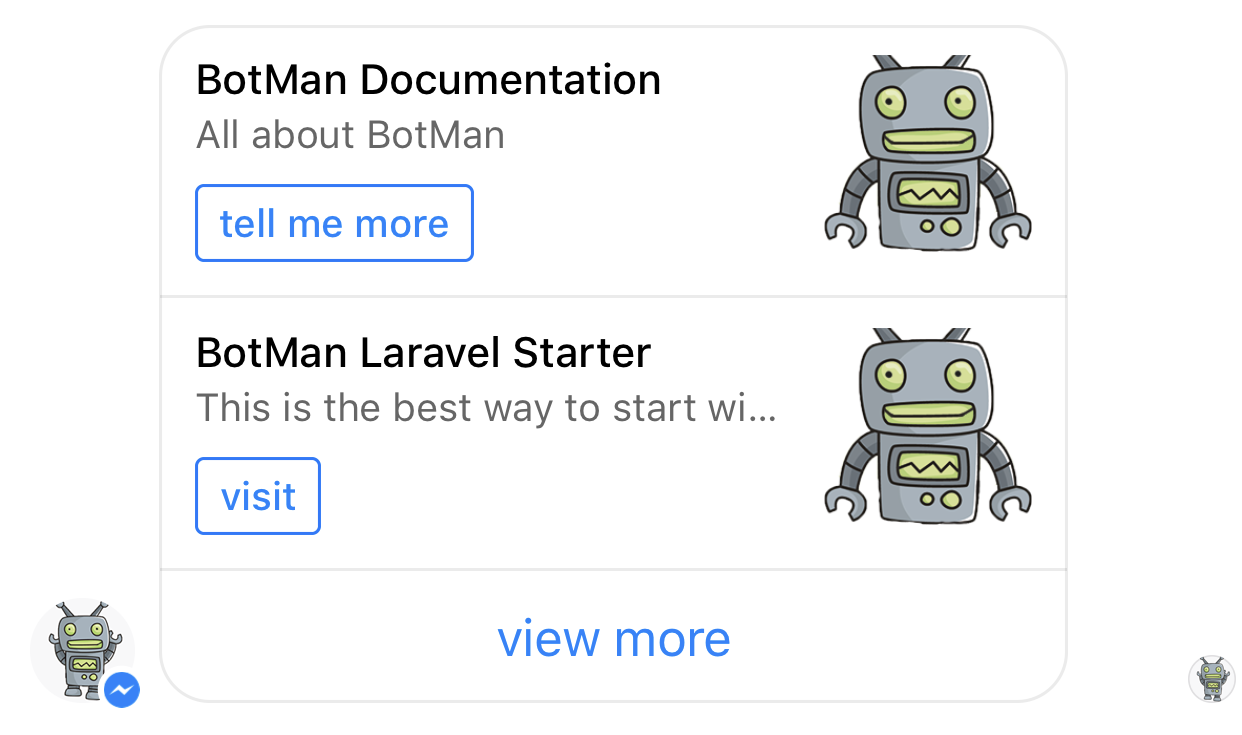 BotMan Documentation
All about BotMan
tell me more
BotMan Laravel Starter
This is the best way to start wi...
visit
view more